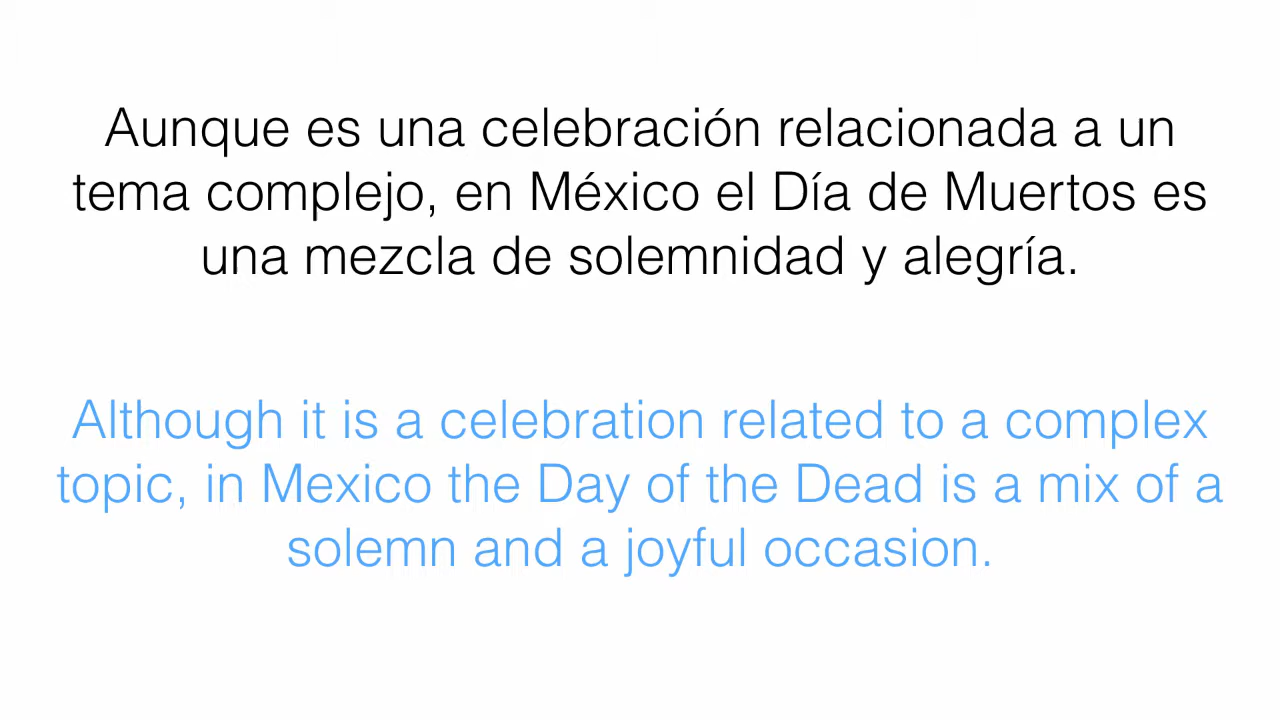 Aunque es una celebración relacionada a un
tema complejo, en México el Día de Muertos es
una mezcla de solemnidad y alegría.
Although it is a celebration related to a complex
topic, in Mexico the Day of the Dead is a mix of a
solemn and a joyful occasion.